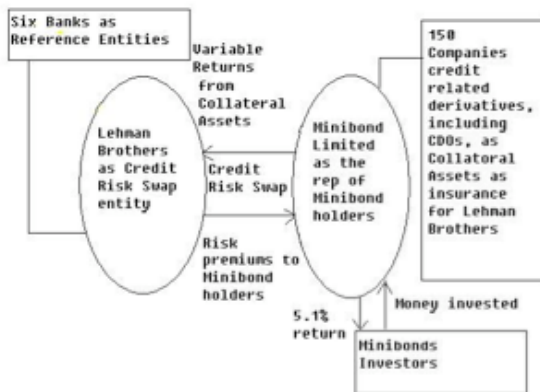 Six Banks as
Reference Entities
Variable
Returns
from
Collateral
Assets
Lehman
Brothers
as Credit
Risk Swap
entity
Credit
Risk Swap
Risk
premiums to
Minibond
holders
Minibond
Limited
as the
rep of
Minibond
holders
150
Companies
credit
related
derivatives,
including
CDOs, as
Collatoral
Assets as
insurance
for Lehman
Brothers
5.1%
return
Money invested
Minibonds
Investors